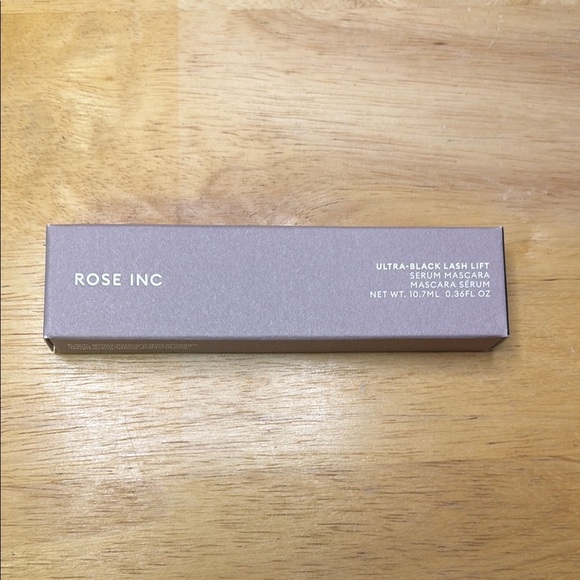 ROSE INC
ULTRA-BLACK LASH LIFT
SERUM MASCARA
MASCARA SÉRUM
NET WT. 10.7ML 0.36FL OZ